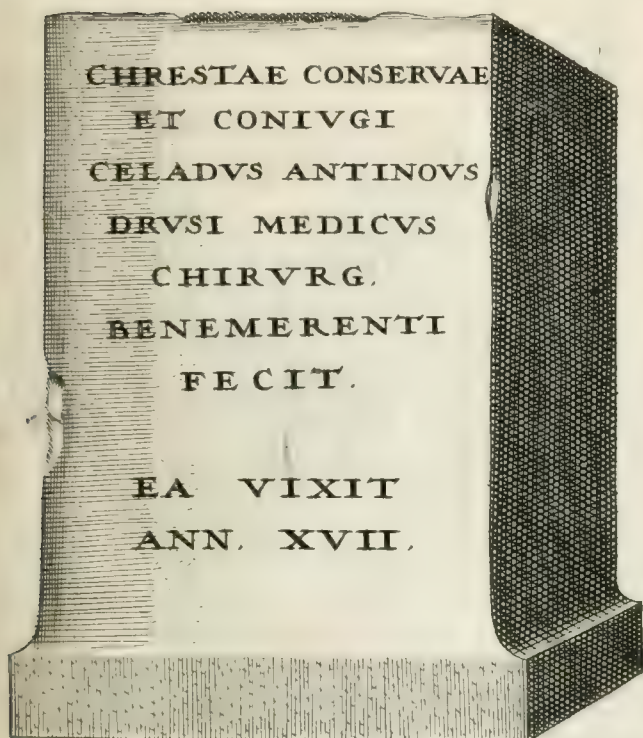 CHRESTAE CONSERVAE
ET CONIVGI
CELADVS ANTINOVS
DRVSI MEDICVS
CHIRVRG.
BENEMERENTI
FECIT.
EA VIXIT
ANN. XVII.